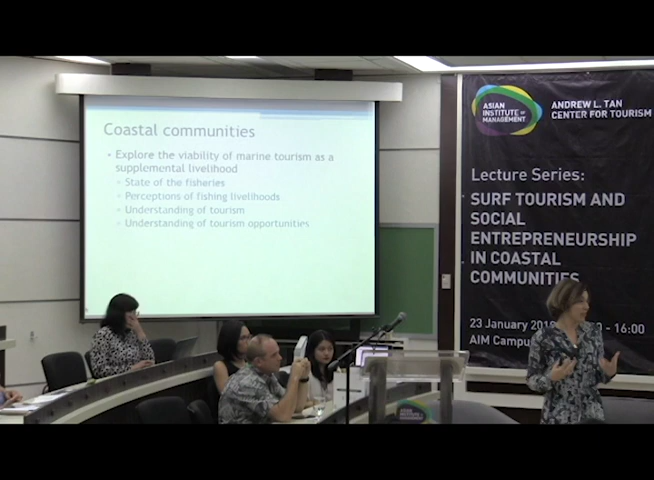 Coastal communities
• Explore the viability of marine tourism as a
supplemental livelihood
• State of the fisheries
• Perceptions of fishing livelihoods
• Understanding of tourism
• Understanding of tourism opportunities
ASIAN
INSTITUTE OF
MANAGEMENT
ANDREW L. TAN
CENTER FOR TOURISM
Lecture Series:
SURF TOURISM AND
SOCIAL
ENTREPRENEURSHIP
IN COASTAL
COMMUNITIES
23 January - 16:00
AIM Campus
ASIAN INSTITUTE